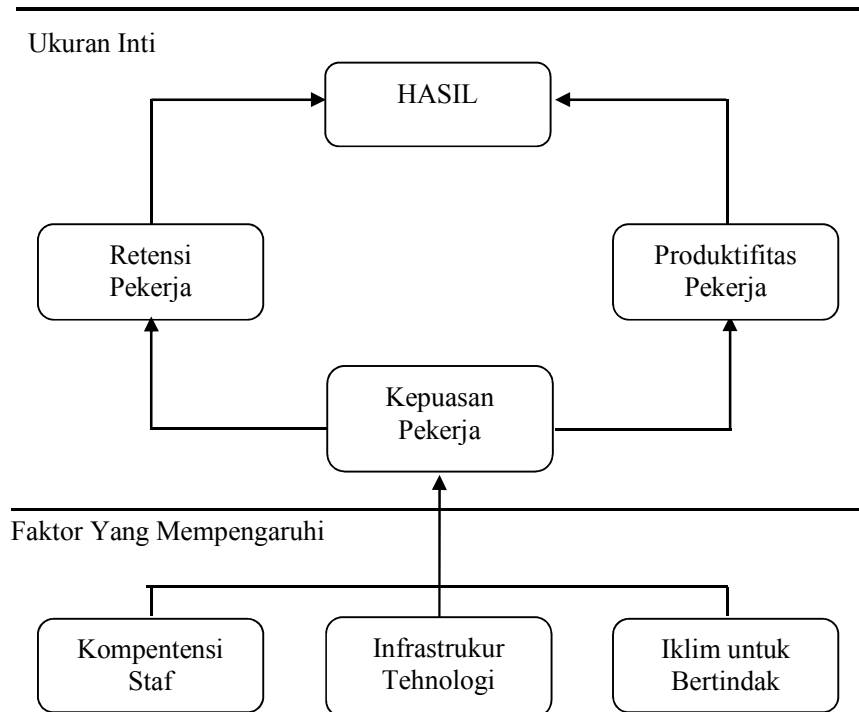 Ukuran Inti
HASIL
Retensi
Pekerja
Produktifitas
Pekerja
Kepuasan
Pekerja
Faktor Yang Mempengaruhi
Kompentensi
Staf
Infrastrukur
Tehnologi
Iklim untuk
Bertindak